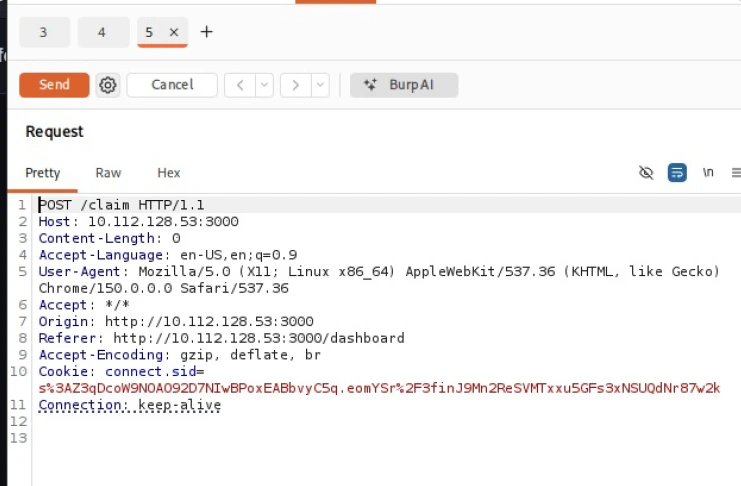 3 4 5 × +
Send Cancel < > Burp AI
Request
Pretty Raw Hex \n
1 POST /claim HTTP/1.1
2 Host: 10.112.128.53:3000
3 Content-Length: 0
4 Accept-Language: en-US,en;q=0.9
5 User-Agent: Mozilla/5.0 (X11; Linux x86_64) AppleWebKit/537.36 (KHTML, like Gecko)
Chrome/150.0.0.0 Safari/537.36
6 Accept: */*
7 Origin: http://10.112.128.53:3000
8 Referer: http://10.112.128.53:3000/dashboard
9 Accept-Encoding: gzip, deflate, br
10 Cookie: connect.sid=
s%3AZ3qDcoW9NOAO92D7NIwBPoxEABbvyC5q.eomYSr%2F3finJ9Mn2ReSVMTxxu5GFs3xNSUQdNr87w2k
11 Connection: keep-alive
12
13